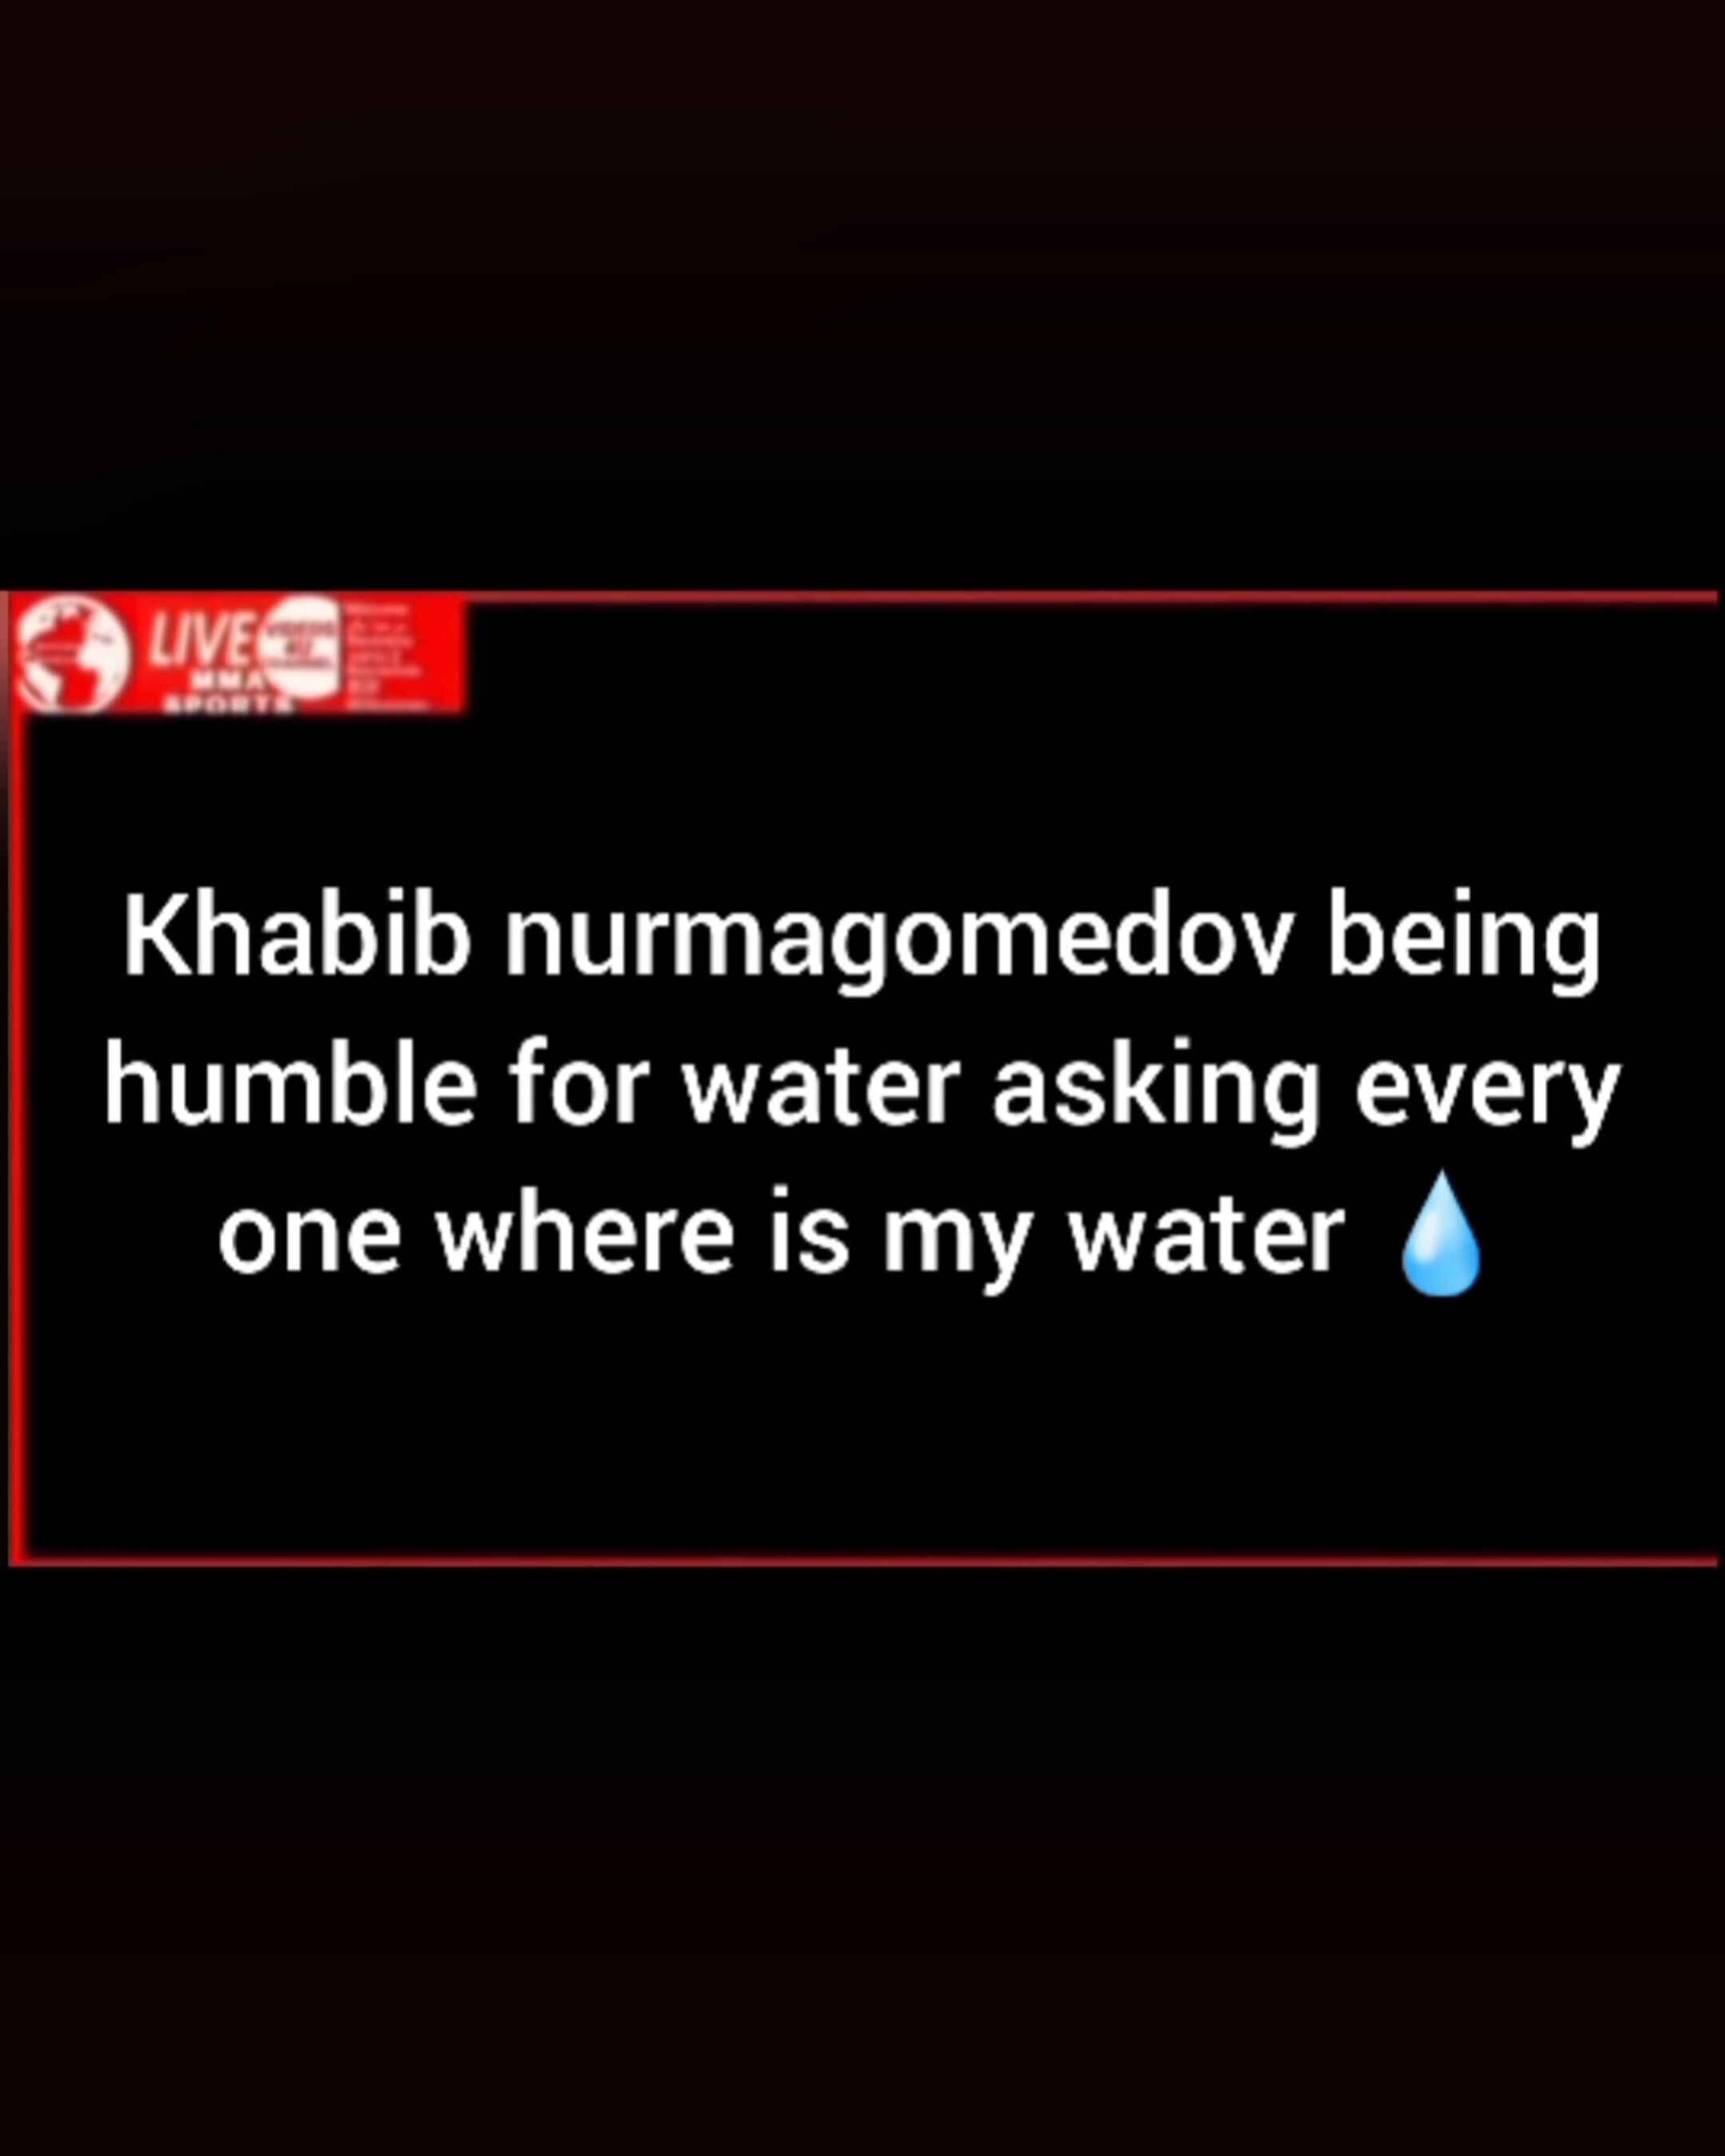 LIVE
MMA
SPORTS
Khabib nurmagomedov being
humble for water asking every
one where is my water 💧